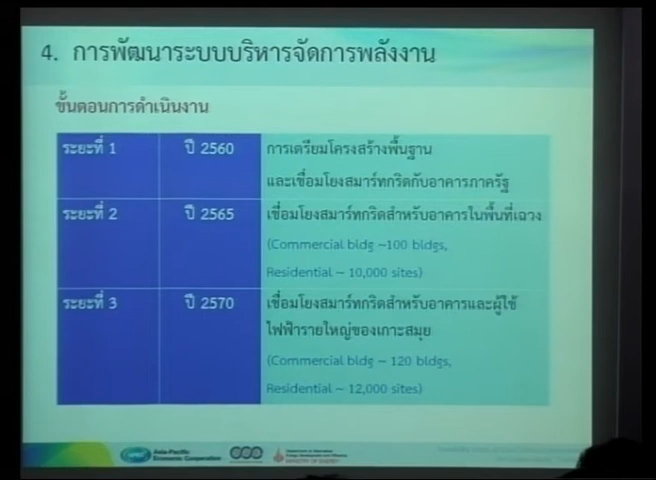 4. การพัฒนาระบบบริหารจัดการพลังงาน
ขั้นตอนการดำเนินงาน
ระยะที่ 1 ปี 2560 การเตรียมโครงสร้างพื้นฐาน
และเชื่อมโยงสมาร์ทกริดกับอาคารภาครัฐ
ระยะที่ 2 ปี 2565 เชื่อมโยงสมาร์ทกริดสำหรับอาคารในพื้นที่เฉวง
(Commercial bldg ~100 bldgs,
Residential – 10,000 sites)
ระยะที่ 3 ปี 2570 เชื่อมโยงสมาร์ทกริดสำหรับอาคารและผู้ใช้
ไฟฟ้ารายใหญ่ของเกาะสมุย
(Commercial bldg – 120 bldgs,
Residential – 12,000 sites)
Asia-Pacific
Economic Cooperation